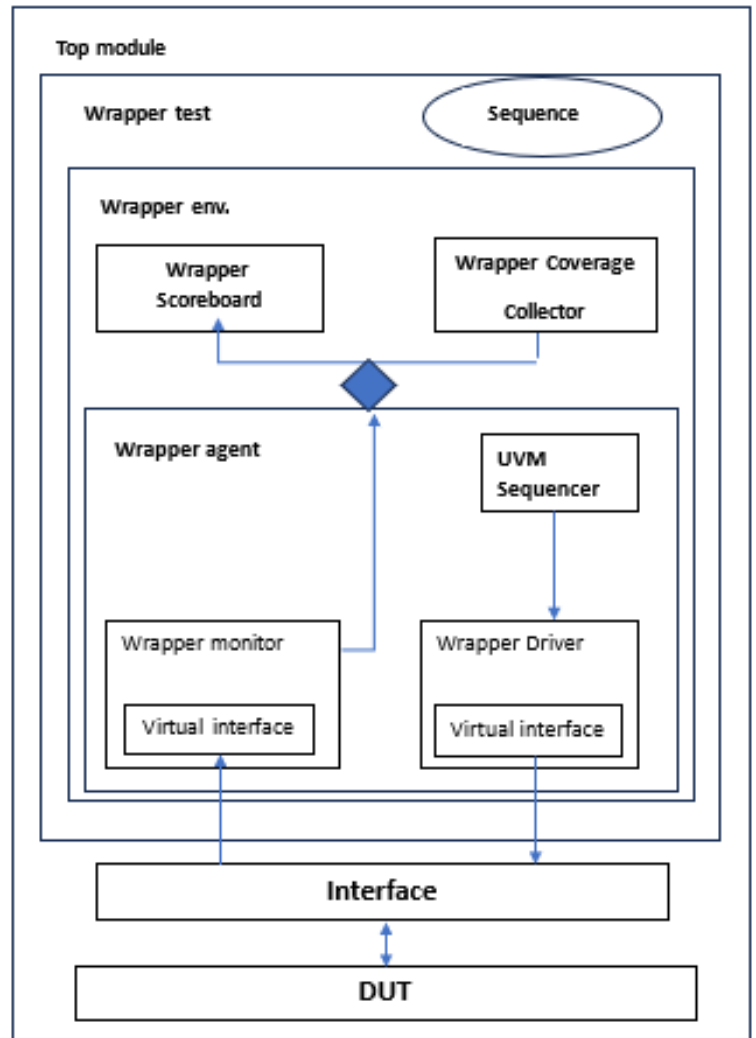 Top module
Wrapper test
Sequence
Wrapper env.
Wrapper
Scoreboard
Wrapper Coverage
Collector
Wrapper agent
UVM
Sequencer
Wrapper monitor
Virtual interface
Wrapper Driver
Virtual interface
Interface
DUT